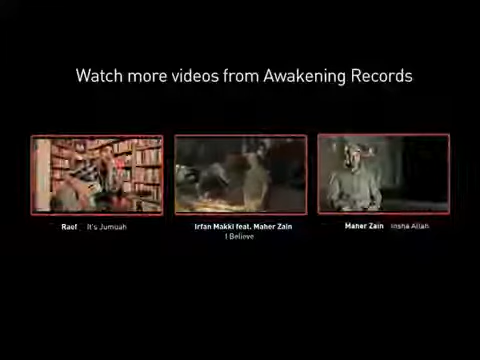 Watch more videos from Awakening Records
Raef It's Jumuah
Irfan Makki feat. Maher Zain
I Believe
Maher Zain Insha Allah